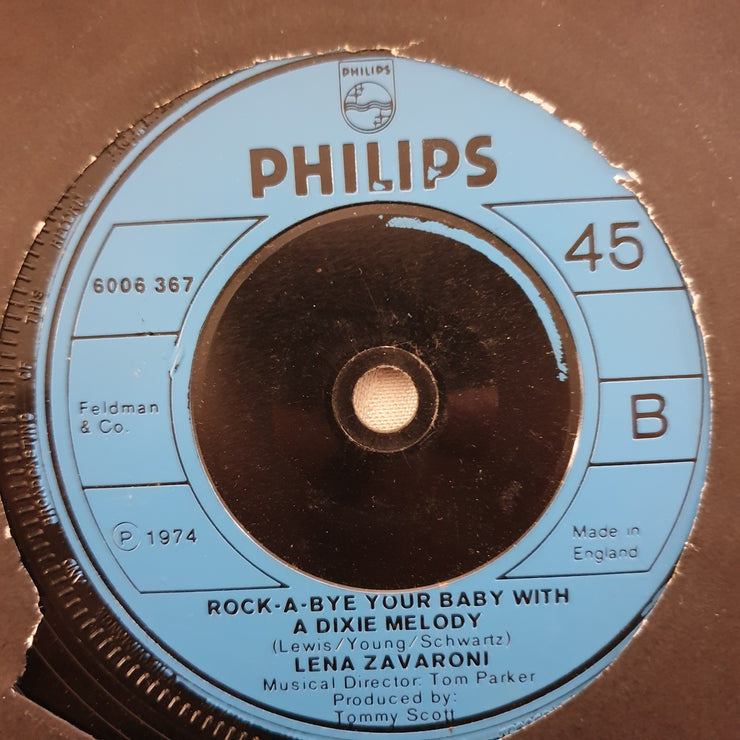 PHILIPS
PHILIPS
45
6006 367
B
Feldman
& Co.
Ⓟ 1974
Made in
England
ROCK-A-BYE YOUR BABY WITH
A DIXIE MELODY
(Lewis/Young/Schwartz)
LENA ZAVARONI
Musical Director: Tom Parker
Produced by:
Tommy Scott